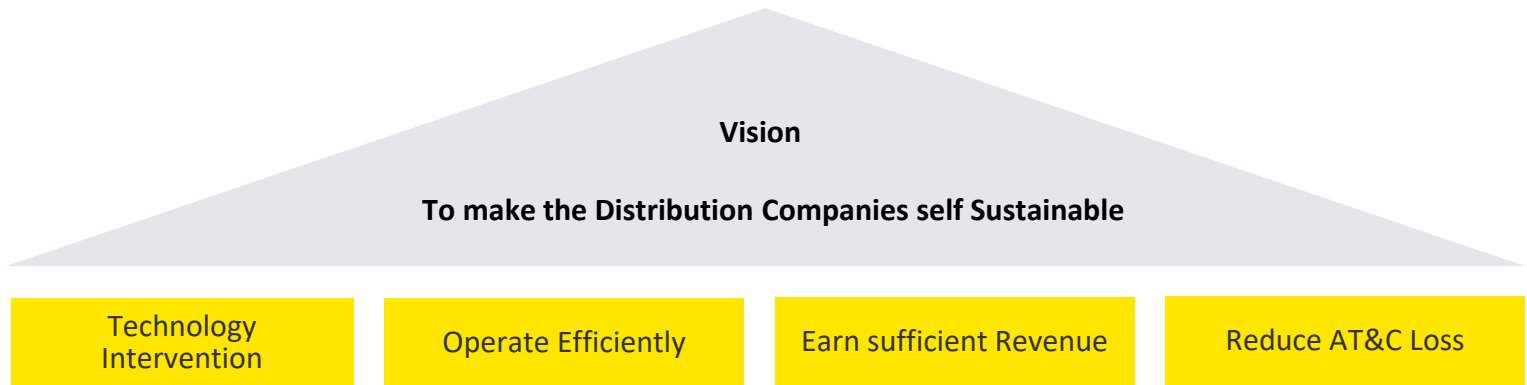 Vision
To make the Distribution Companies self Sustainable
Technology
Intervention
Operate Efficiently
Earn sufficient Revenue
Reduce AT&C Loss